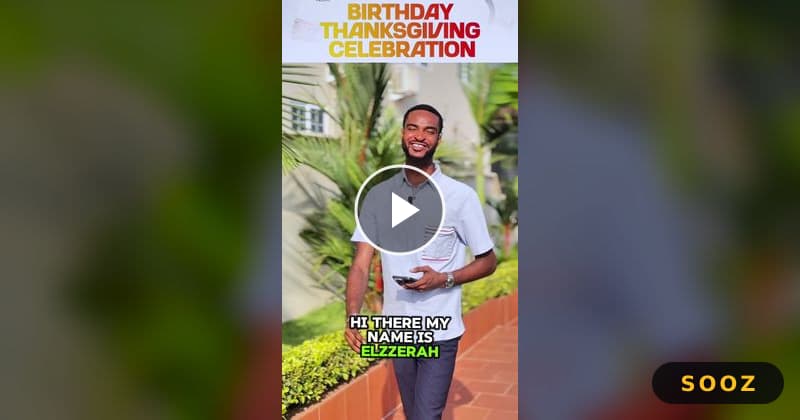 BIRTHDAY
THANKSGIVING
CELEBRATION
HI THERE MY
NAME IS
ELZZERAH
SOOZ